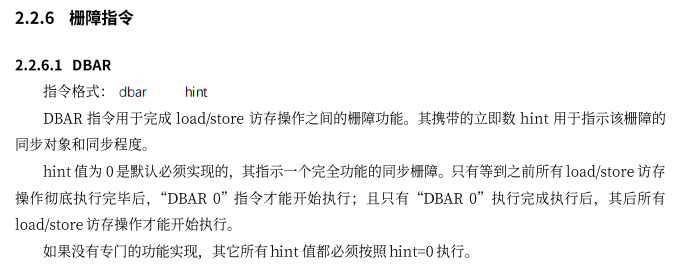 2.2.6 栅障指令
2.2.6.1 DBAR
指令格式： dbar hint
DBAR 指令用于完成 load/store 访存操作之间的栅障功能。其携带的立即数 hint 用于指示该栅障的
同步对象和同步程度。
hint 值为 0 是默认必须实现的，其指示一个完全功能的同步栅障。只有等到之前所有 load/store 访存
操作彻底执行完毕后，“DBAR 0”指令才能开始执行；且只有“DBAR 0”执行完成执行后，其后所有
load/store 访存操作才能开始执行。
如果没有专门的功能实现，其它所有 hint 值都必须按照 hint=0 执行。